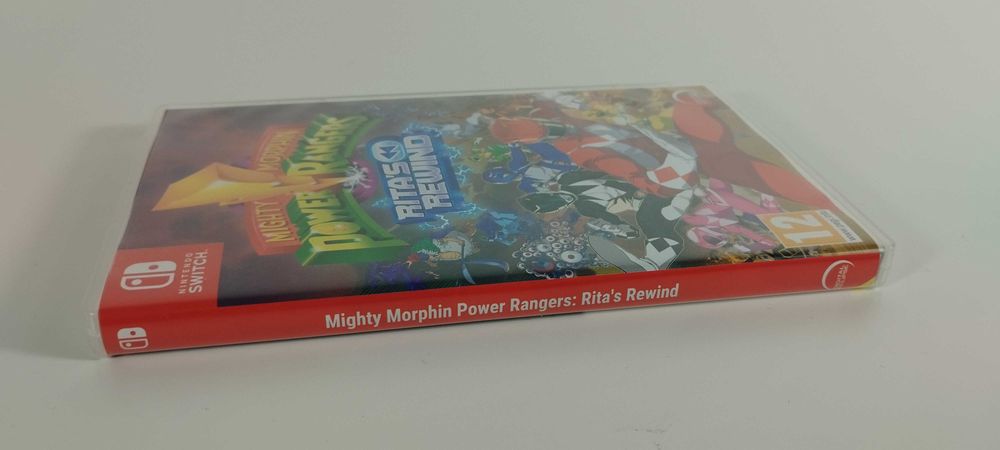 MIGHTY MORPHIN
POWER RANGERS
RITA'S
REWIND
12
NINTENDO
SWITCH
Mighty Morphin Power Rangers: Rita's Rewind